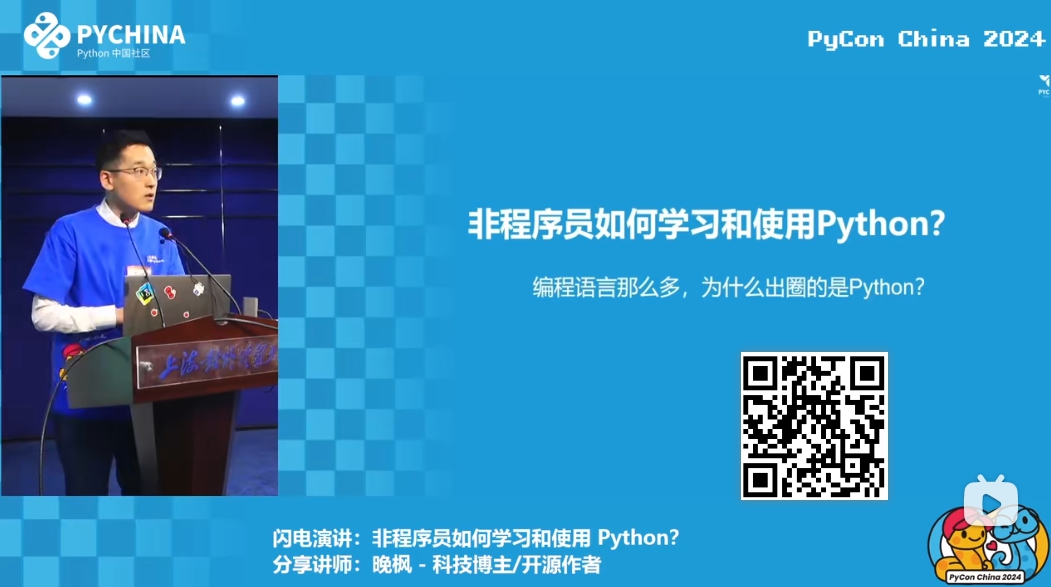 PYCHINA
Python 中国社区
PyCon China 2024
PYC
非程序员如何学习和使用Python?
编程语言那么多，为什么出圈的是Python?
闪电演讲：非程序员如何学习和使用 Python?
分享讲师：晚枫 - 科技博主/开源作者
PyCon China 2024